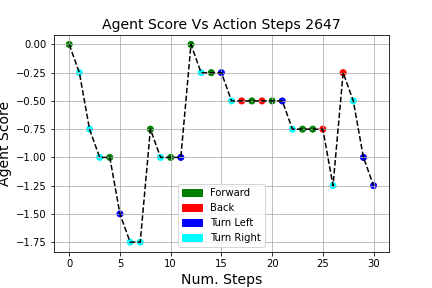 Agent Score Vs Action Steps 2647
Agent Score
0.00
−0.25
−0.50
−0.75
−1.00
−1.25
−1.50
−1.75
Forward
Back
Turn Left
Turn Right
0 5 10 15 20 25 30
Num. Steps